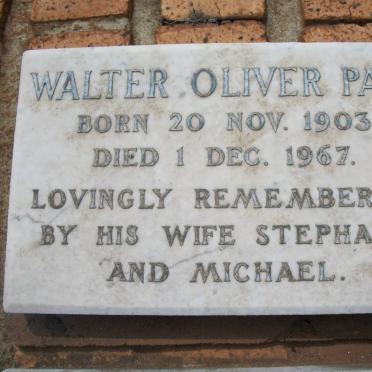 WALTER OLIVER PA
BORN 20 NOV. 1903
DIED 1 DEC. 1967.
LOVINGLY REMEMBER
BY HIS WIFE STEPHA
AND MICHAEL.